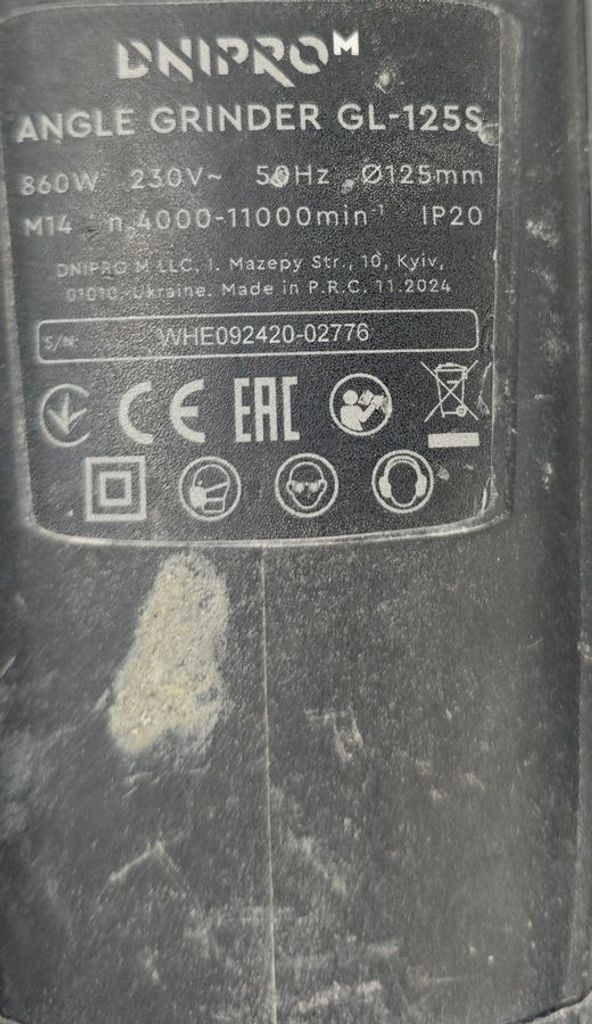 DNIPRO M
ANGLE GRINDER GL-125S
860W 230V~ 50Hz Ø125mm
M14 n 4000-11000min⁻¹ IP20
DNIPRO M LLC, I. Mazepy Str., 10, Kyiv,
01010, Ukraine. Made in P.R.C. 11.2024
S/N: WHE092420-02776
CE EAC